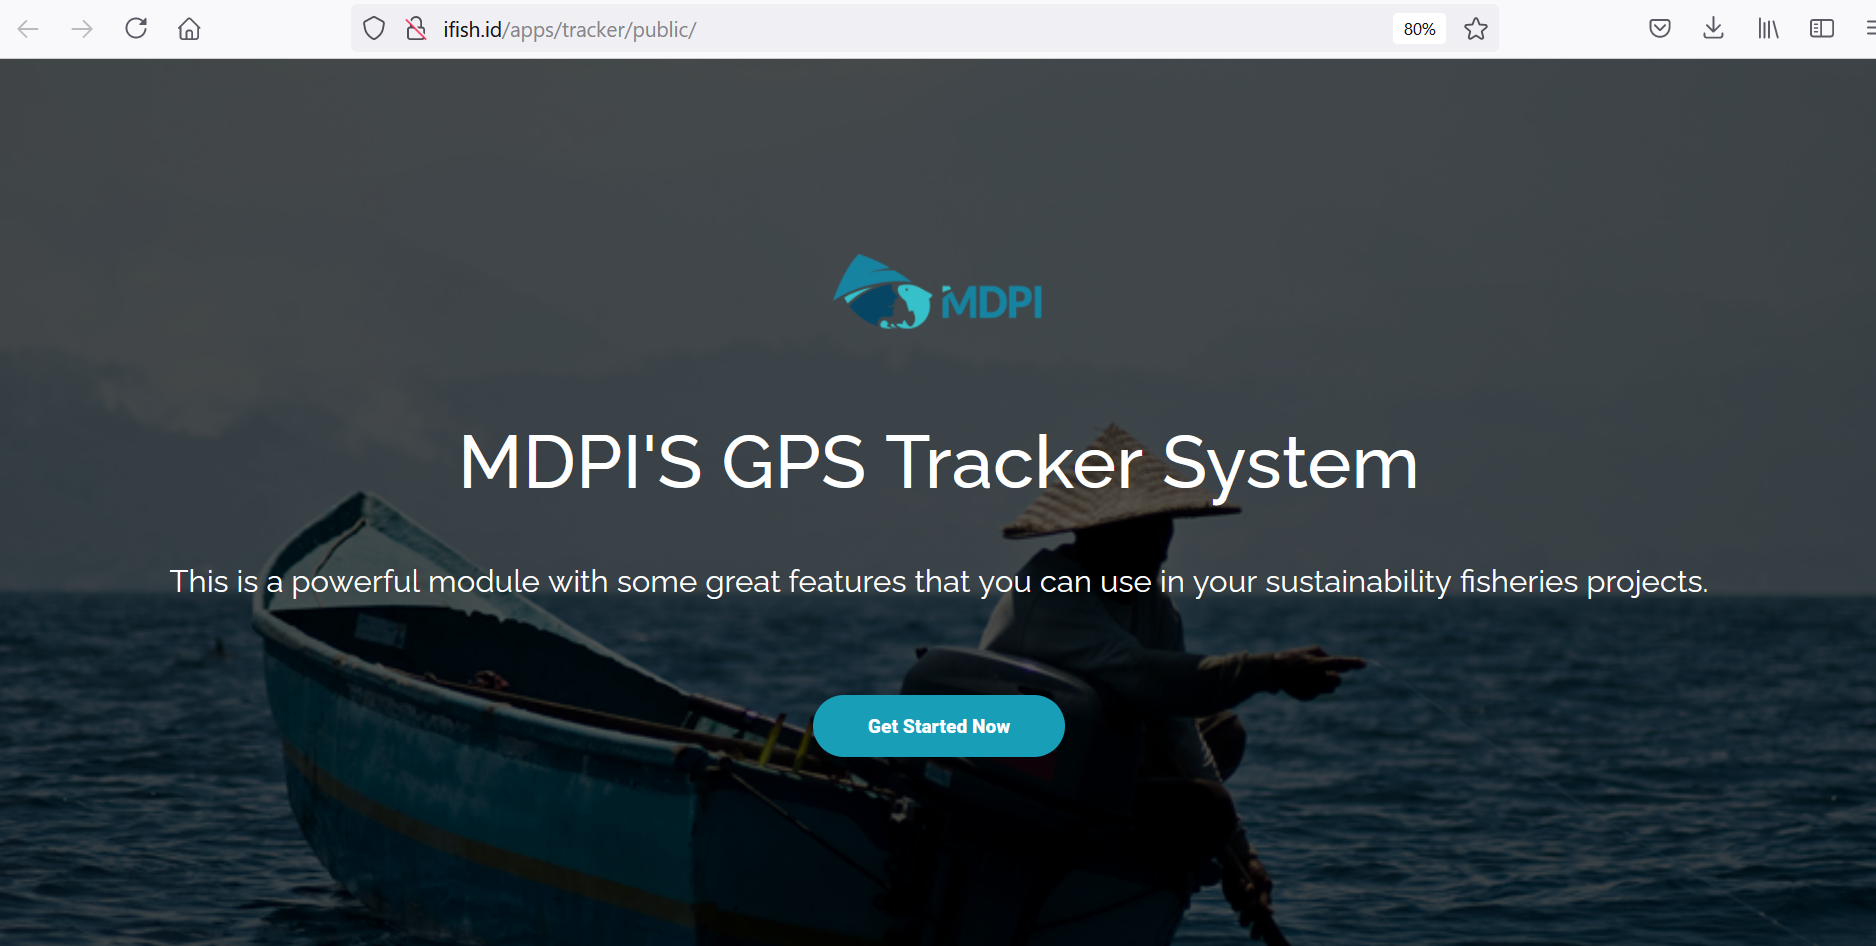 ifish.id/apps/tracker/public/
80%
MDPI
MDPI'S GPS Tracker System
This is a powerful module with some great features that you can use in your sustainability fisheries projects.
Get Started Now